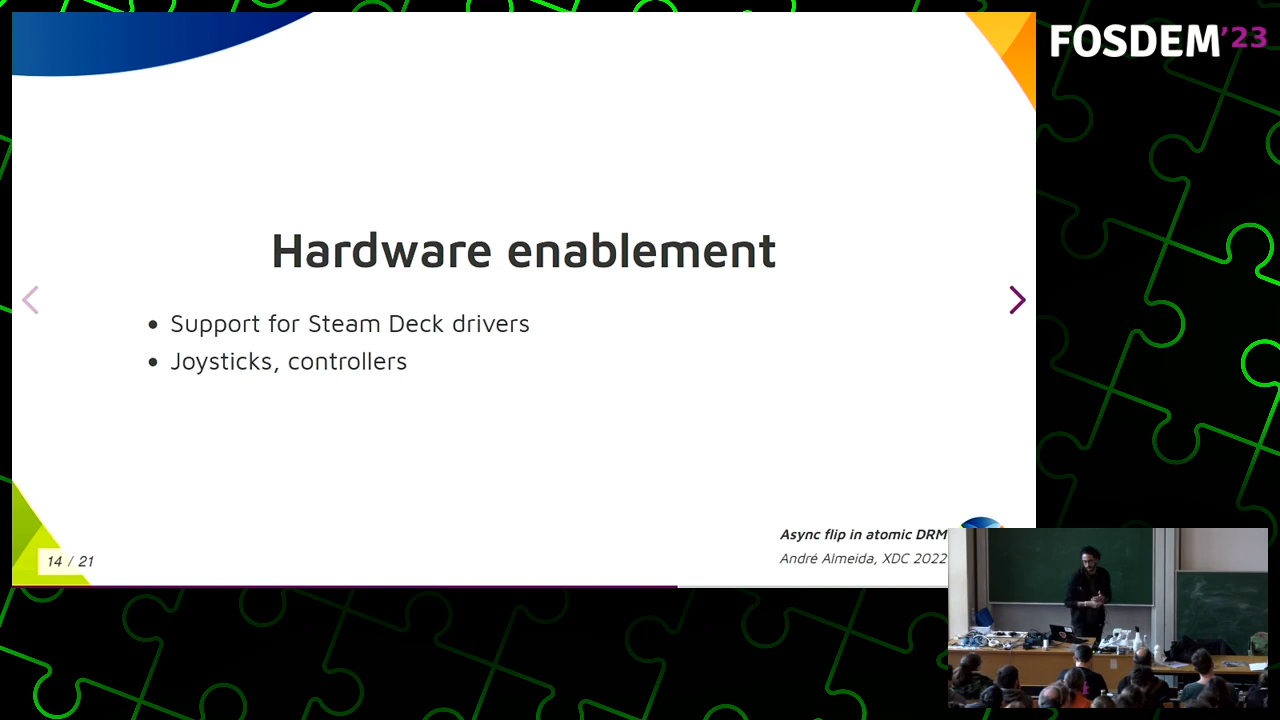 FOSDEM'23
Hardware enablement
• Support for Steam Deck drivers
• Joysticks, controllers
Async flip in atomic DRM
André Almeida, XDC 2022
14 / 21